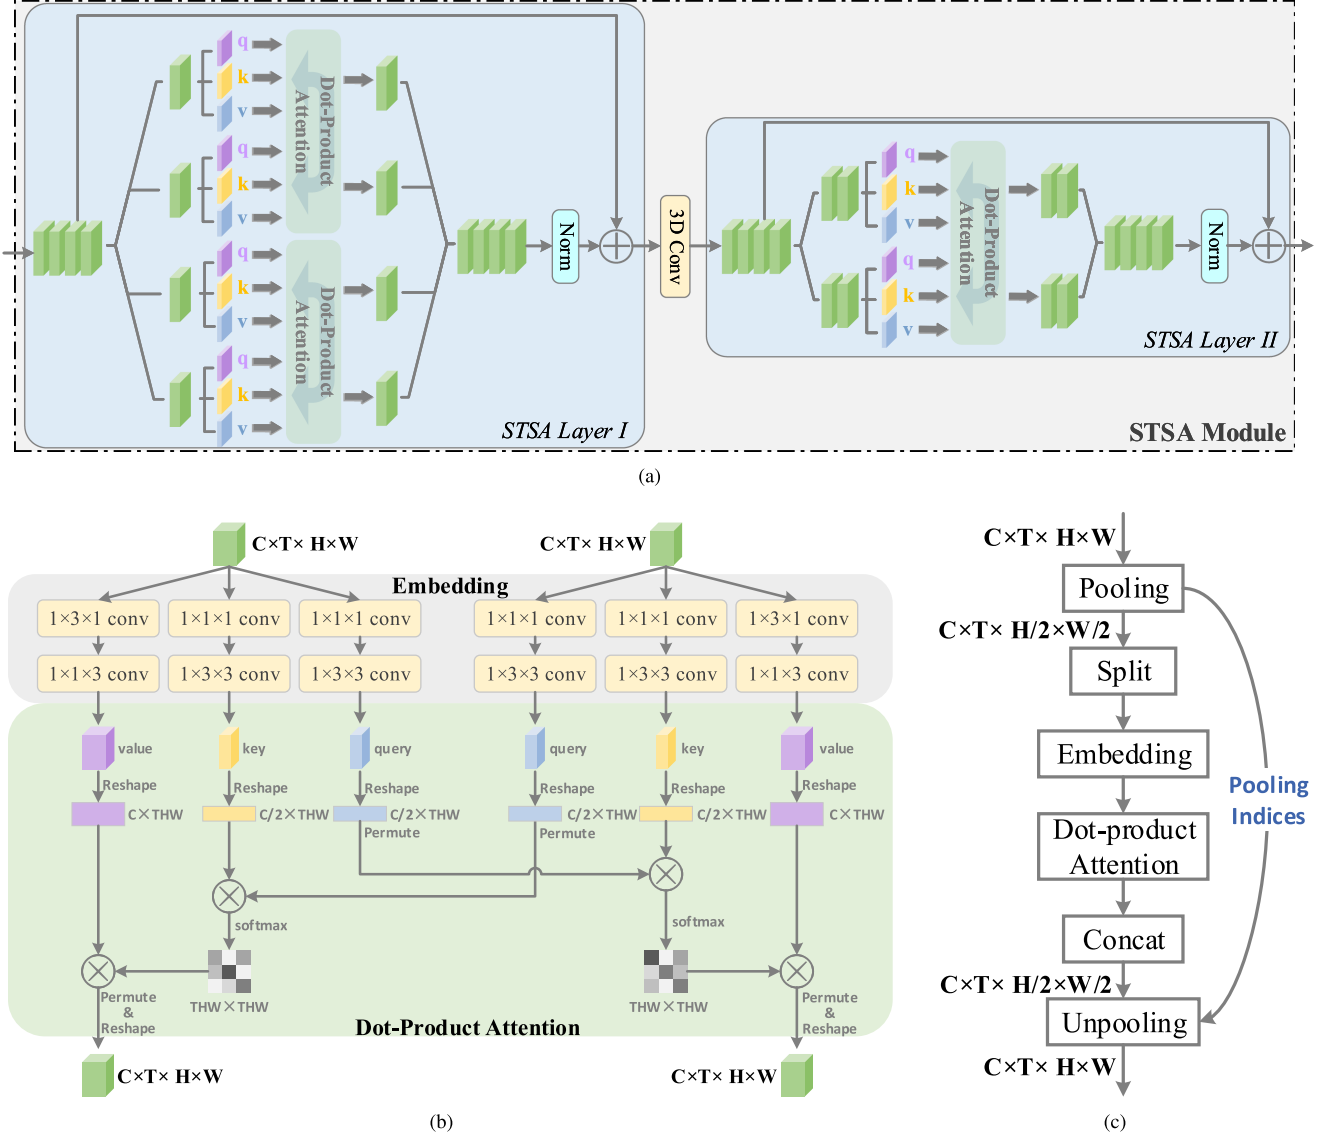 q
k
v
Dot-Product
Attention
q
k
v
q
k
v
Dot-Product
Attention
q
k
v
Norm
STSA Layer I
3D Conv
q
k
v
Dot-Product
Attention
q
k
v
Norm
STSA Layer II
STSA Module
(a)
C×T× H×W
C×T× H×W
Embedding
1×3×1 conv
1×1×1 conv
1×1×1 conv
1×1×1 conv
1×1×1 conv
1×3×1 conv
1×1×3 conv
1×3×3 conv
1×3×3 conv
1×3×3 conv
1×3×3 conv
1×1×3 conv
value
key
query
query
key
value
Reshape
Reshape
Reshape
Reshape
Reshape
Reshape
C×THW
C/2×THW
C/2×THW
C/2×THW
C/2×THW
C×THW
Permute
Permute
softmax
softmax
THW×THW
THW×THW
Permute
&
Reshape
Permute
&
Reshape
Dot-Product Attention
C×T× H×W
C×T× H×W
(b)
C×T× H×W
Pooling
C×T× H/2×W/2
Split
Embedding
Pooling
Indices
Dot-product
Attention
Concat
C×T× H/2×W/2
Unpooling
C×T× H×W
(c)